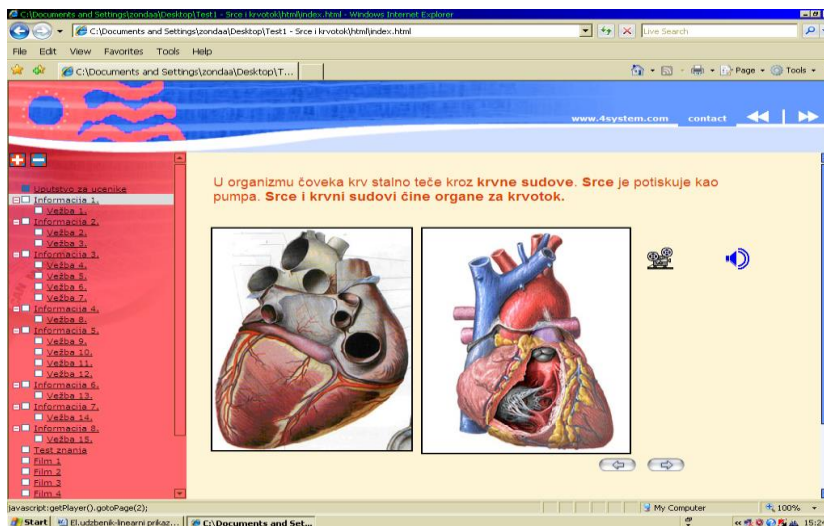 C:\Documents and Settings\zondaa\Desktop\Test1 - Srce i krvotok\html\index.html - Windows Internet Explorer
C:\Documents and Settings\zondaa\Desktop\Test1 - Srce i krvotok\html\index.html
Live Search
File Edit View Favorites Tools Help
C:\Documents and Settings\zondaa\Desktop\T...
Page Tools
www.4system.com contact
Uputstvo za ucenike
Informacija 1.
Vežba 1.
Informacija 2.
Vežba 2.
Vežba 3.
Informacija 3.
Vežba 4.
Vežba 5.
Vežba 6.
Vežba 7.
Informacija 4.
Vežba 8.
Informacija 5.
Vežba 9.
Vežba 10.
Vežba 11.
Vežba 12.
Informacija 6.
Vežba 13.
Informacija 7.
Vežba 14.
Informacija 8.
Vežba 15.
Test znanja
Film 1
Film 2
Film 3
Film 4
U organizmu čoveka krv stalno teče kroz krvne sudove. Srce je potiskuje kao
pumpa. Srce i krvni sudovi čine organe za krvotok.
javascript:getPlayer().gotoPage(2);
My Computer
100%
Start
El.udzbenik-linearni prikaz...
C:\Documents and Set...